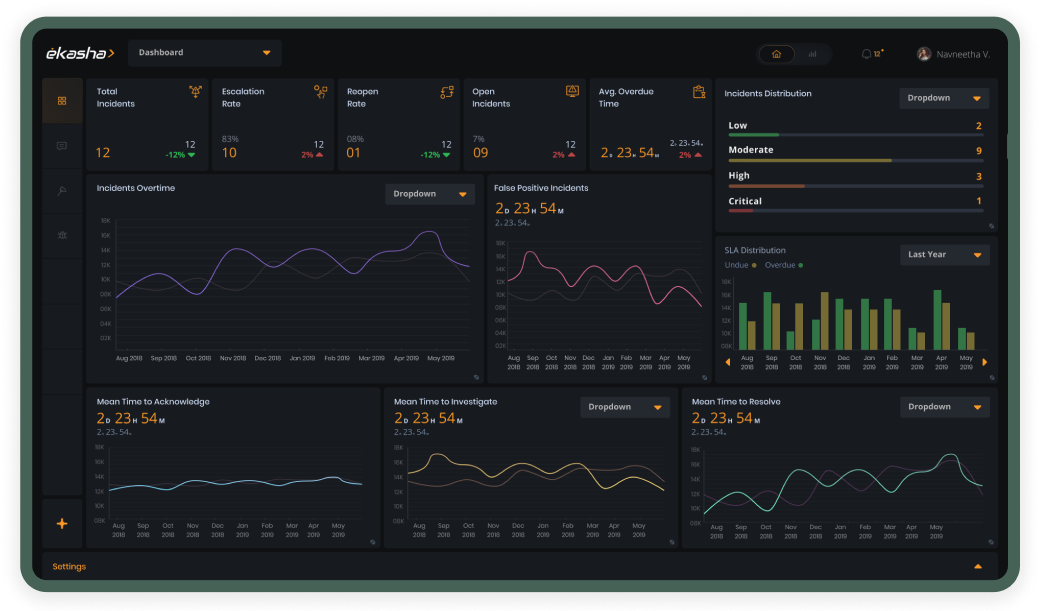 ėkasha>
Dashboard
12
Navneetha V.
Total
Incidents
12
12
-12%
Escalation
Rate
83%
10
12
2%
Reopen
Rate
08%
01
12
-12%
Open
Incidents
7%
09
12
2%
Avg. Overdue
Time
2D 23H 54M
2D 23H 54M
2%
Incidents Distribution
Dropdown
Low 2
Moderate 9
High 3
Critical 1
Incidents Overtime
Dropdown
18K
16K
14K
12K
10K
08K
06K
04K
02K
Aug 2018 Sep 2018 Oct 2018 Nov 2018 Dec 2018 Jan 2019 Feb 2019 Mar 2019 Apr 2019 May 2019
False Positive Incidents
2D 23H 54M
2D 23H 54M
18K
16K
14K
12K
10K
08K
06K
04K
02K
Aug Sep Oct Nov Dec Jan Feb Mar Apr May
2018 2018 2018 2018 2018 2019 2019 2019 2019 2019
SLA Distribution
Last Year
Undue Overdue
18K
16K
14K
12K
10K
08K
Aug Sep Oct Nov Dec Jan Feb Mar Apr May
2018 2018 2018 2018 2018 2019 2019 2019 2019 2019
Mean Time to Acknowledge
2D 23H 54M
2D 23H 54M
18K
16K
14K
12K
10K
08K
Aug Sep Oct Nov Dec Jan Feb Mar Apr May
2018 2018 2018 2018 2018 2019 2019 2019 2019 2019
Mean Time to Investigate
Dropdown
2D 23H 54M
2D 23H 54M
18K
16K
14K
12K
10K
08K
Aug Sep Oct Nov Dec Jan Feb Mar Apr May
2018 2018 2018 2018 2018 2019 2019 2019 2019 2019
Mean Time to Resolve
Dropdown
2D 23H 54M
2D 23H 54M
18K
16K
14K
12K
10K
08K
Aug Sep Oct Nov Dec Jan Feb Mar Apr May
2018 2018 2018 2018 2018 2019 2019 2019 2019 2019
Settings